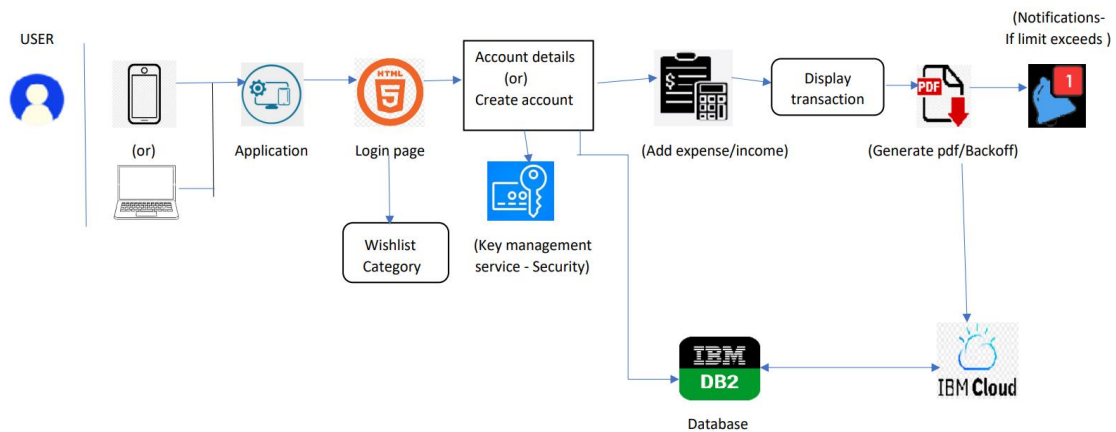 USER
(or)
Application
HTML
5
Login page
Account details
(or)
Create account
$
(Add expense/income)
Display
transaction
PDF
(Generate pdf/Backoff)
(Notifications-
If limit exceeds )
1
Wishlist
Category
(Key management
service - Security)
IBM
DB2
Database
IBM Cloud